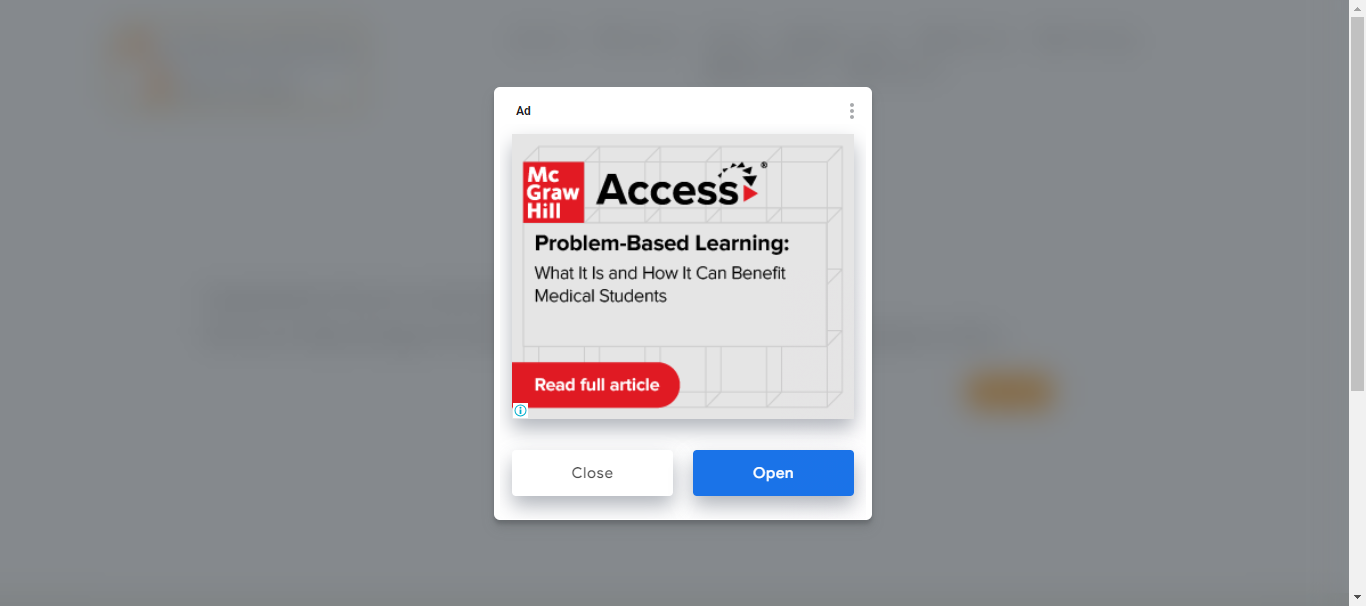 Ad
Mc
Graw
Hill
Access®
Problem-Based Learning:
What It Is and How It Can Benefit
Medical Students
Read full article
Close
Open